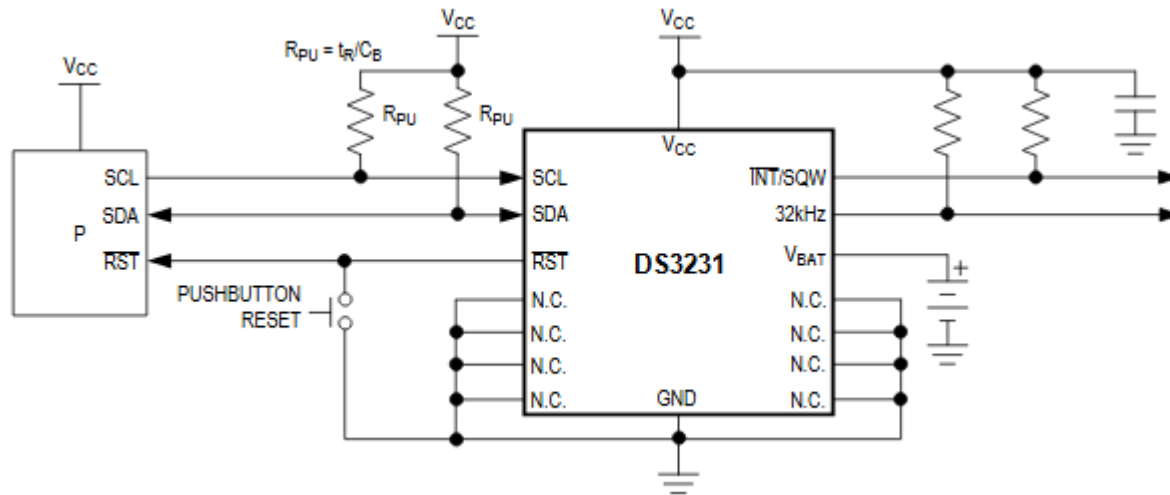 VCC
VCC
RPU = tR/CB
VCC
RPU
RPU
VCC
SCL
SCL
INT/SQW
SDA
SDA
32kHz
P
RST
RST
DS3231
VBAT
+
PUSHBUTTON
RESET
N.C.
N.C.
N.C.
N.C.
N.C.
N.C.
N.C.
GND
N.C.